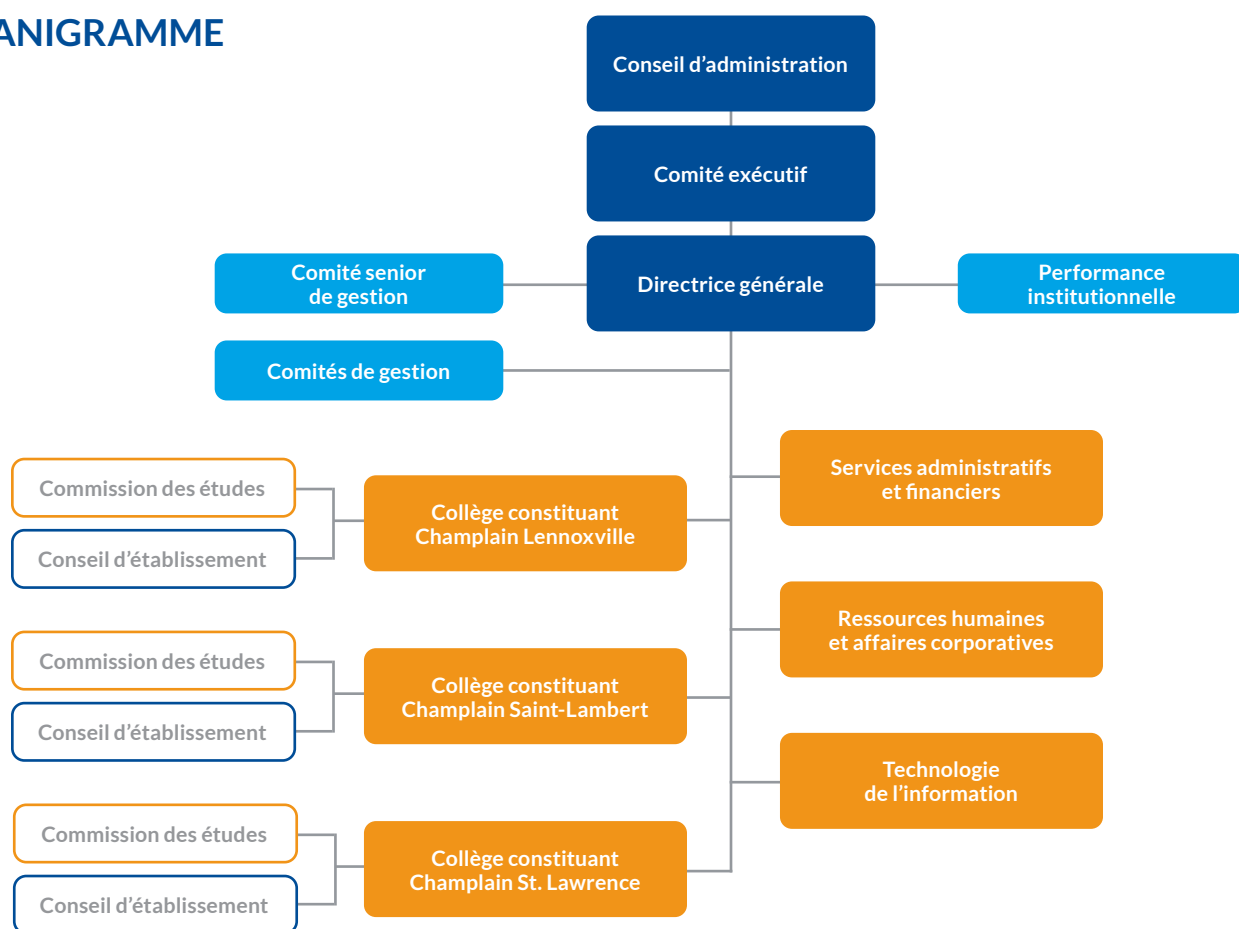 ANIGRAMME
Conseil d’administration
Comité exécutif
Directrice générale
Comité senior
de gestion
Performance
institutionnelle
Comités de gestion
Services administratifs
et financiers
Commission des études
Conseil d’établissement
Collège constituant
Champlain Lennoxville
Ressources humaines
et affaires corporatives
Commission des études
Conseil d’établissement
Collège constituant
Champlain Saint-Lambert
Technologie
de l’information
Commission des études
Conseil d’établissement
Collège constituant
Champlain St. Lawrence